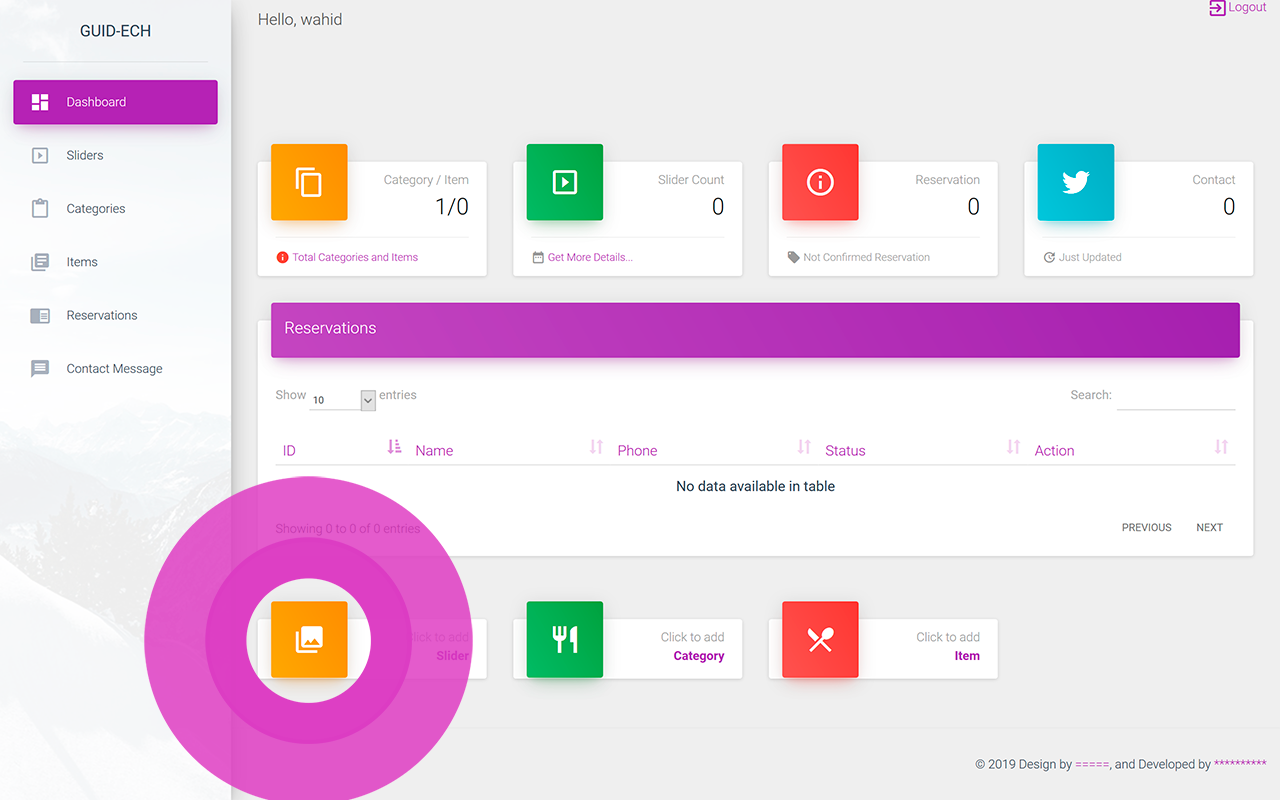 GUID-ECH
Hello, wahid
Logout
Dashboard
Sliders
Categories
Items
Reservations
Contact Message
Category / Item
1/0
Total Categories and Items
Slider Count
0
Get More Details...
Reservation
0
Not Confirmed Reservation
Contact
0
Just Updated
Reservations
Show 10 entries
Search:
ID Name Phone Status Action
No data available in table
Showing 0 to 0 of 0 entries
PREVIOUS NEXT
Click to add
Slider
Click to add
Category
Click to add
Item
© 2019 Design by =====, and Developed by **********